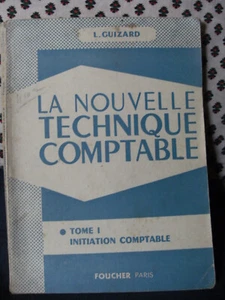 L. GUIZARD
LA NOUVELLE
TECHNIQUE
COMPTABLE
• TOME I
INITIATION COMPTABLE
FOUCHER PARIS